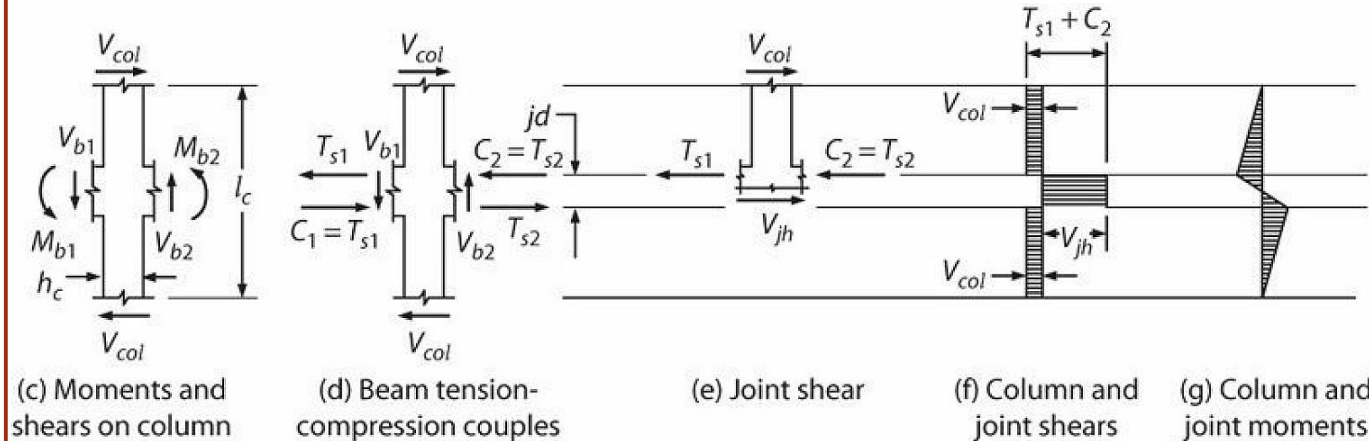 V_col
V_b1
M_b2
l_c
M_b1
V_b2
h_c
V_col
(c) Moments and
shears on column
V_col
T_s1
V_b1
C_2 = T_s2
C_1 = T_s1
V_b2
T_s2
V_col
(d) Beam tension-
compression couples
jd
V_col
T_s1
C_2 = T_s2
V_jh
(e) Joint shear
T_s1 + C_2
V_col
V_jh
V_col
(f) Column and
joint shears
(g) Column and
joint moments